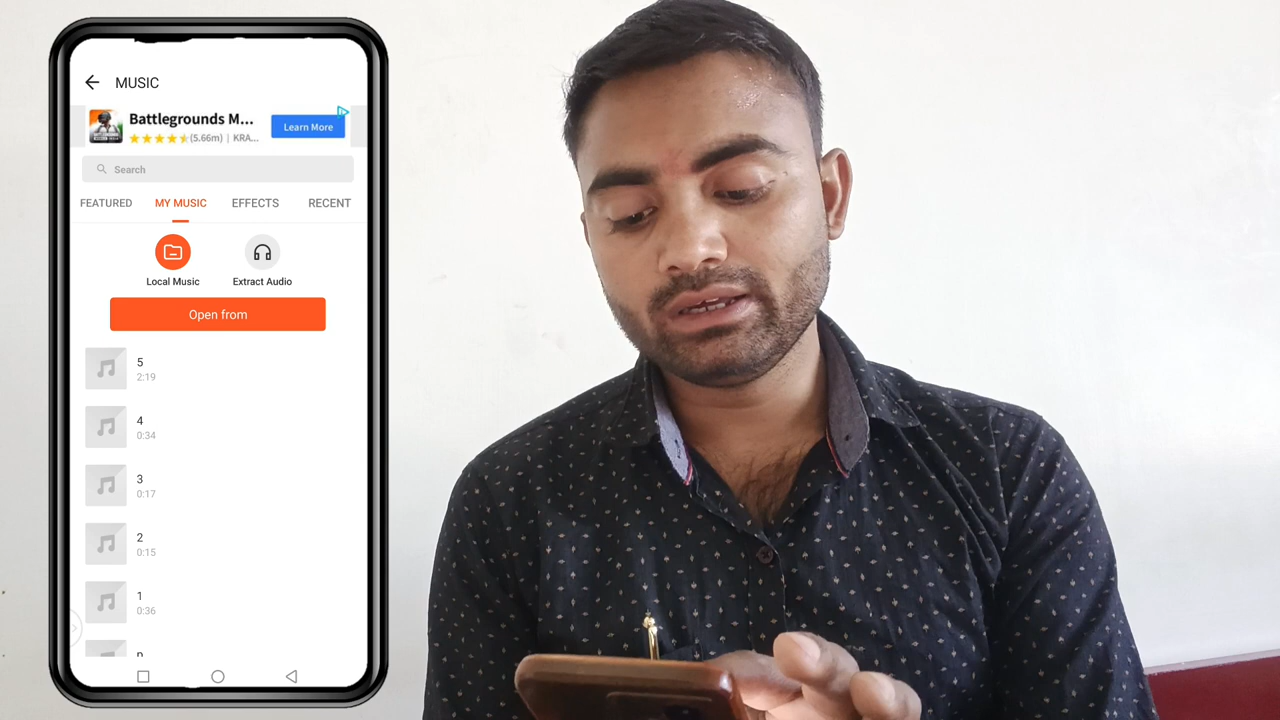 MUSIC
Battlegrounds M...
(5.66m) | KRA...
Learn More
Search
FEATURED MY MUSIC EFFECTS RECENT
Local Music Extract Audio
Open from
5
2:19
4
0:34
3
0:17
2
0:15
1
0:36